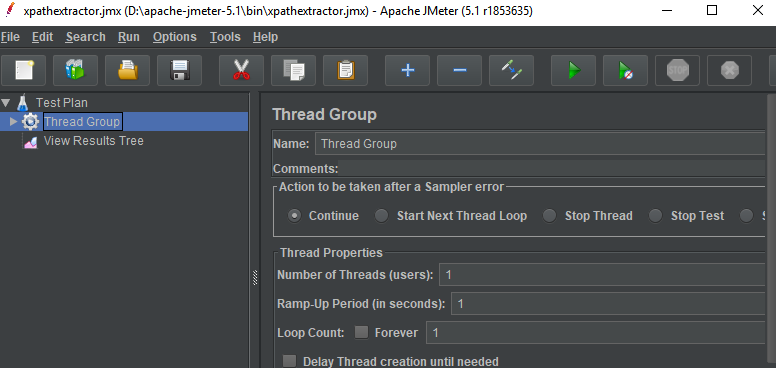 xpathextractor.jmx (D:\apache-jmeter-5.1\bin\xpathextractor.jmx) - Apache JMeter (5.1 r1853635)
File Edit Search Run Options Tools Help
STOP
Test Plan
Thread Group
View Results Tree
Thread Group
Name: Thread Group
Comments:
Action to be taken after a Sampler error
Continue Start Next Thread Loop Stop Thread Stop Test S
Thread Properties
Number of Threads (users): 1
Ramp-Up Period (in seconds): 1
Loop Count: Forever 1
Delay Thread creation until needed